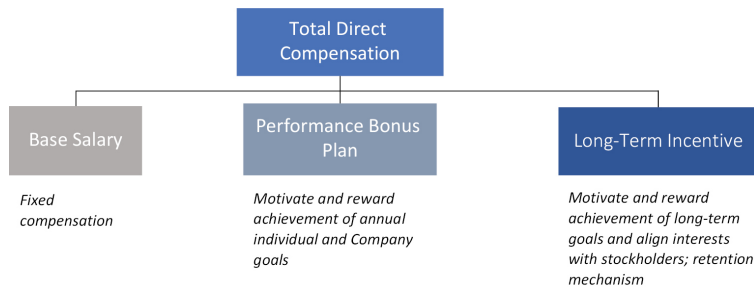 Total Direct
Compensation
Base Salary
Performance Bonus
Plan
Long-Term Incentive
Fixed
compensation
Motivate and reward
achievement of annual
individual and Company
goals
Motivate and reward
achievement of long-term
goals and align interests
with stockholders; retention
mechanism